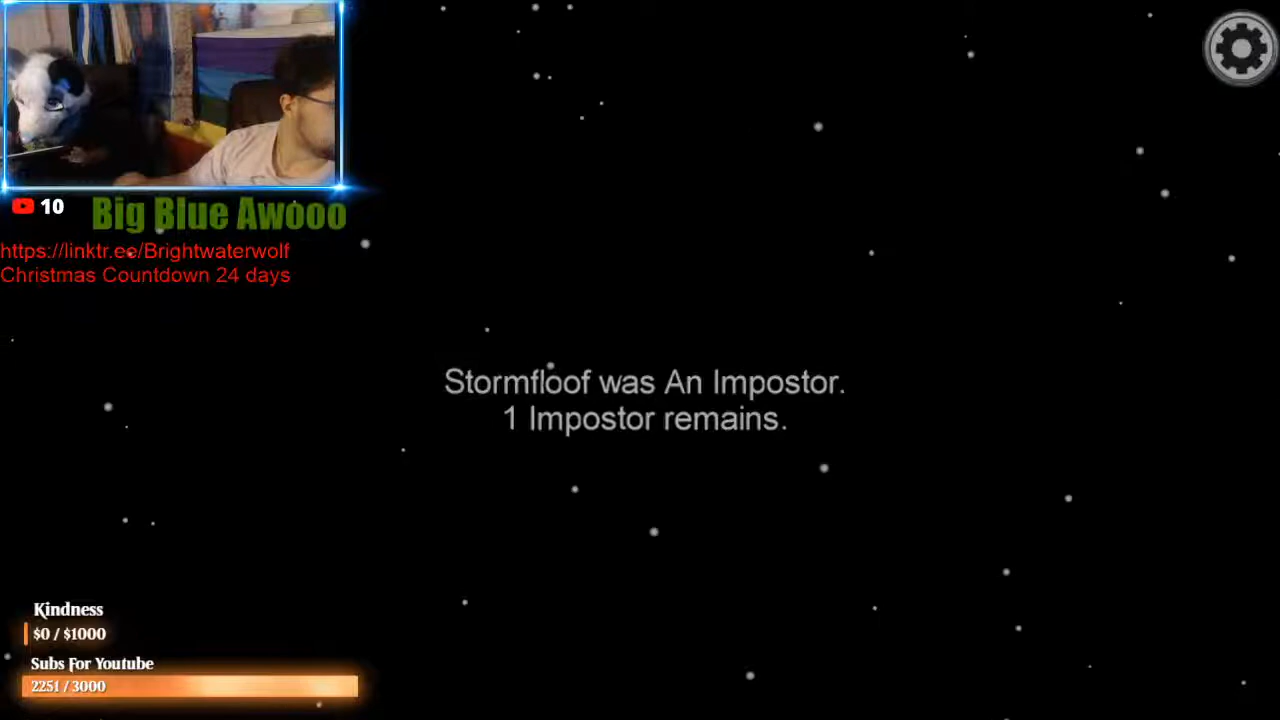 10
Big Blue Awooo
https://linktr.ee/Brightwaterwolf
Christmas Countdown 24 days
Stormfloof was An Impostor.
1 Impostor remains.
Kindness
$0 / $1000
Subs For Youtube
2251 / 3000